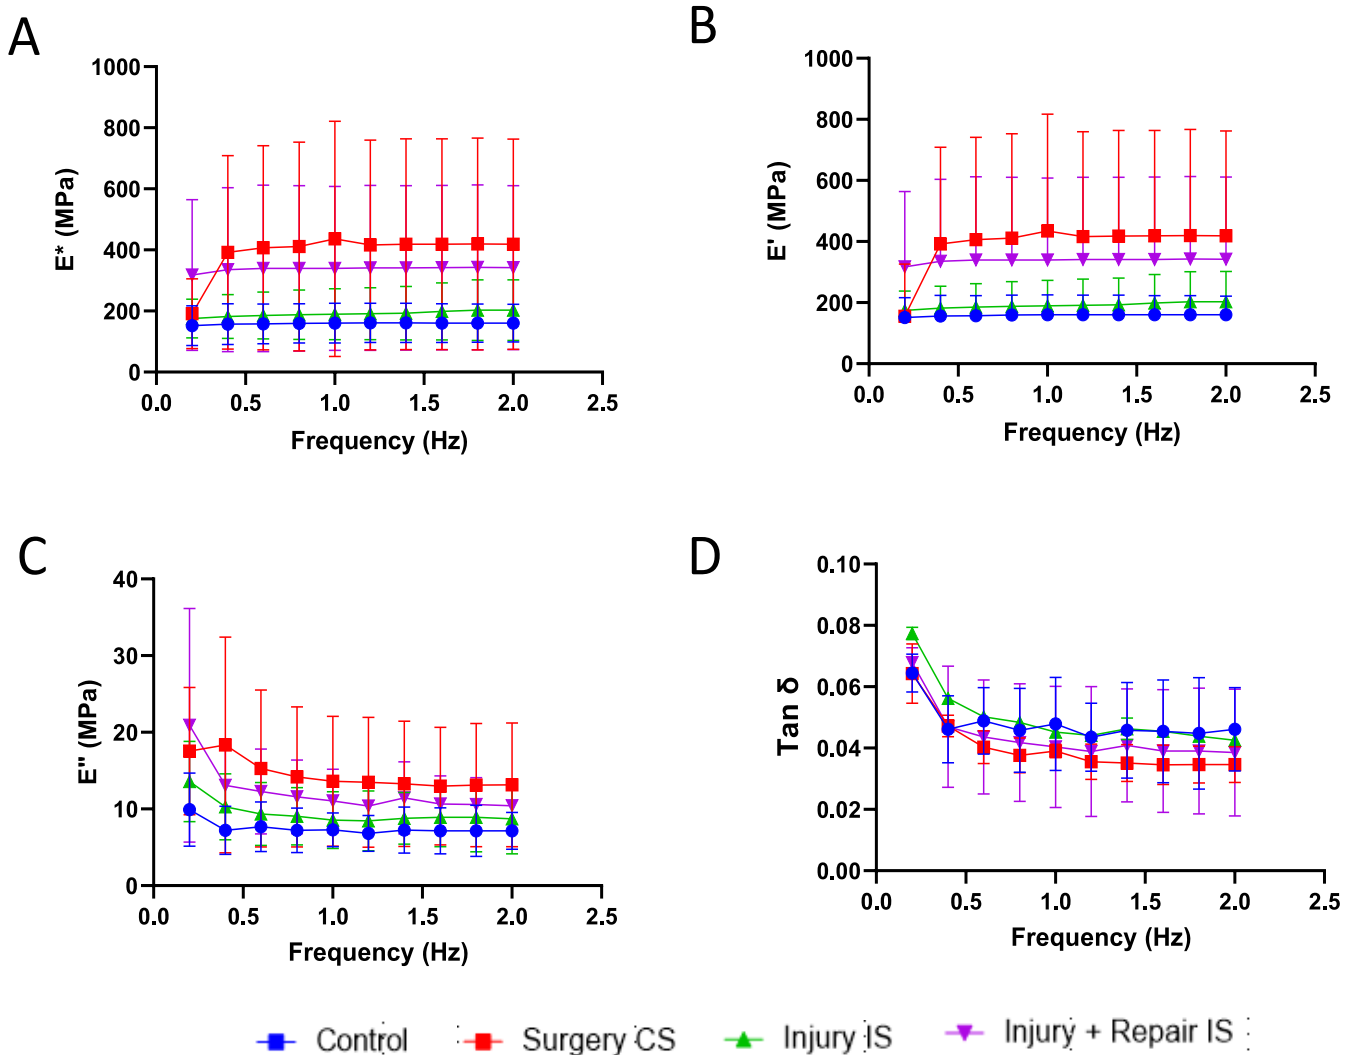 A
1000
800
600
400
200
0
E* (MPa)
0.0 0.5 1.0 1.5 2.0 2.5
Frequency (Hz)
B
1000
800
600
400
200
0
E' (MPa)
0.0 0.5 1.0 1.5 2.0 2.5
Frequency (Hz)
C
40
30
20
10
0
E" (MPa)
0.0 0.5 1.0 1.5 2.0 2.5
Frequency (Hz)
D
0.10
0.08
0.06
0.04
0.02
0.00
Tan δ
0.0 0.5 1.0 1.5 2.0 2.5
Frequency (Hz)
Control Surgery CS Injury IS Injury + Repair IS